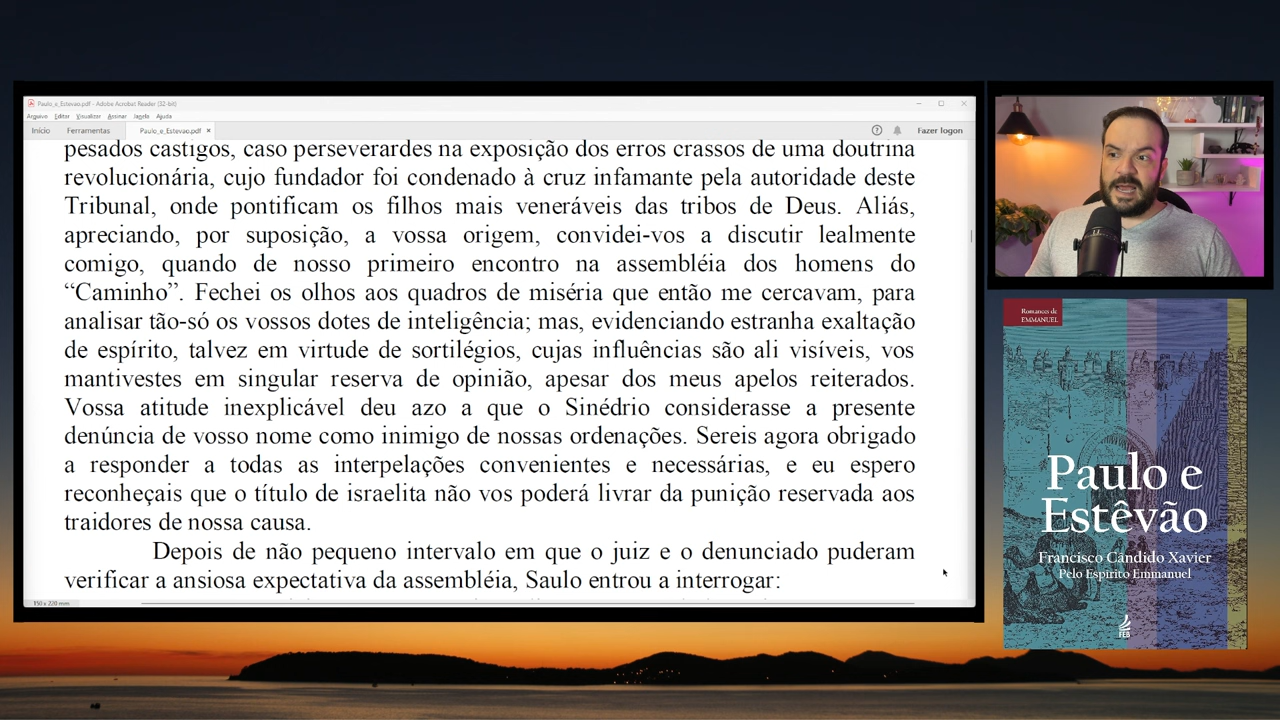 Paulo_e_Estevao.pdf - Adobe Acrobat Reader (32-bit)
Arquivo Editar Visualizar Assinar Janela Ajuda
Início Ferramentas Paulo_e_Estevao.pdf × Fazer logon
pesados castigos, caso perseverardes na exposição dos erros crassos de uma doutrina
revolucionária, cujo fundador foi condenado à cruz infamante pela autoridade deste
Tribunal, onde pontificam os filhos mais veneráveis das tribos de Deus. Aliás,
apreciando, por suposição, a vossa origem, convidei-vos a discutir lealmente
comigo, quando de nosso primeiro encontro na assembléia dos homens do
“Caminho”. Fechei os olhos aos quadros de miséria que então me cercavam, para
analisar tão-só os vossos dotes de inteligência; mas, evidenciando estranha exaltação
de espírito, talvez em virtude de sortilégios, cujas influências são ali visíveis, vos
mantivestes em singular reserva de opinião, apesar dos meus apelos reiterados.
Vossa atitude inexplicável deu azo a que o Sinédrio considerasse a presente
denúncia de vosso nome como inimigo de nossas ordenações. Sereis agora obrigado
a responder a todas as interpelações convenientes e necessárias, e eu espero
reconheçais que o título de israelita não vos poderá livrar da punição reservada aos
traidores de nossa causa.
Depois de não pequeno intervalo em que o juiz e o denunciado puderam
verificar a ansiosa expectativa da assembléia, Saulo entrou a interrogar:
150 x 220 mm
Romances de
EMMANUEL
Paulo e
Estêvão
Francisco Cândido Xavier
Pelo Espírito Emmanuel
FEB